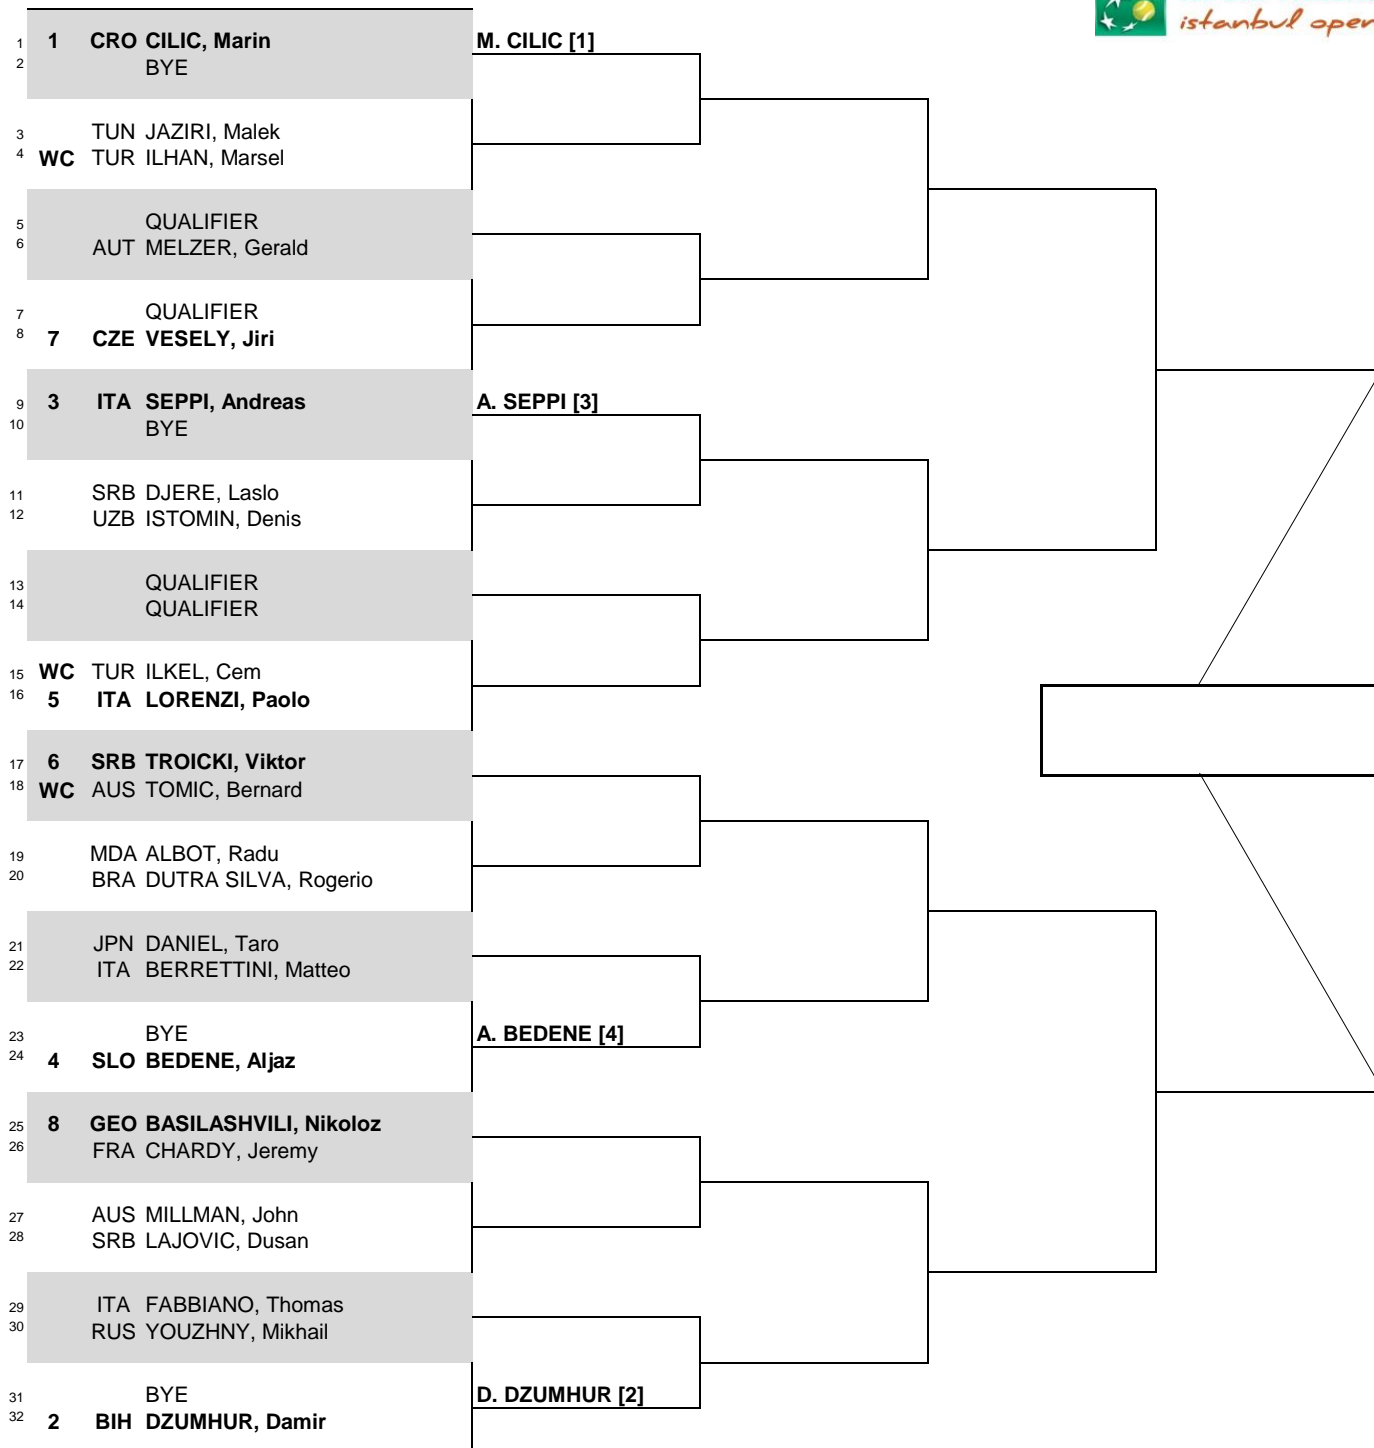 istanbul open
1 1 CRO CILIC, Marin M. CILIC [1]
2 BYE
3 TUN JAZIRI, Malek
4 WC TUR ILHAN, Marsel
5 QUALIFIER
6 AUT MELZER, Gerald
7 QUALIFIER
8 7 CZE VESELY, Jiri
9 3 ITA SEPPI, Andreas A. SEPPI [3]
10 BYE
11 SRB DJERE, Laslo
12 UZB ISTOMIN, Denis
13 QUALIFIER
14 QUALIFIER
15 WC TUR ILKEL, Cem
16 5 ITA LORENZI, Paolo
17 6 SRB TROICKI, Viktor
18 WC AUS TOMIC, Bernard
19 MDA ALBOT, Radu
20 BRA DUTRA SILVA, Rogerio
21 JPN DANIEL, Taro
22 ITA BERRETTINI, Matteo
23 BYE A. BEDENE [4]
24 4 SLO BEDENE, Aljaz
25 8 GEO BASILASHVILI, Nikoloz
26 FRA CHARDY, Jeremy
27 AUS MILLMAN, John
28 SRB LAJOVIC, Dusan
29 ITA FABBIANO, Thomas
30 RUS YOUZHNY, Mikhail
31 BYE D. DZUMHUR [2]
32 2 BIH DZUMHUR, Damir